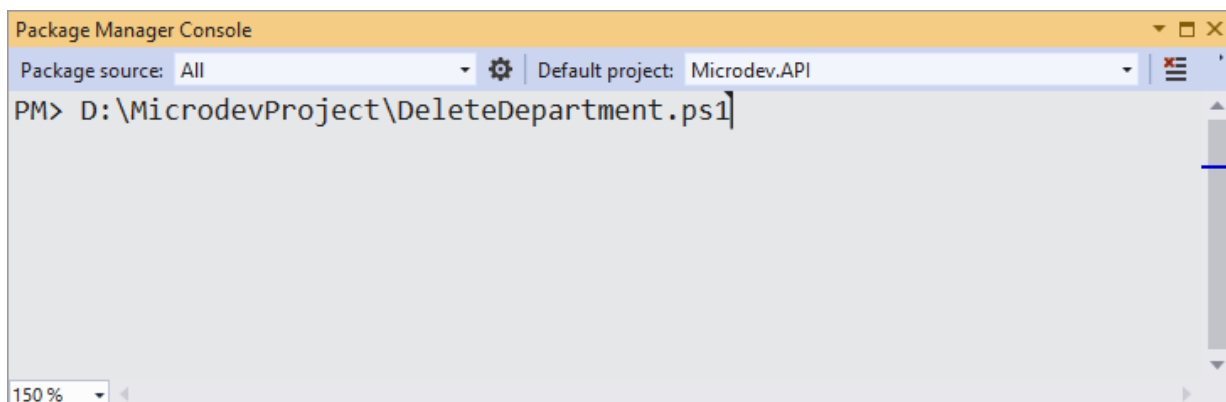 Package Manager Console
Package source: All Default project: Microdev.API
PM> D:\MicrodevProject\DeleteDepartment.ps1
150 %